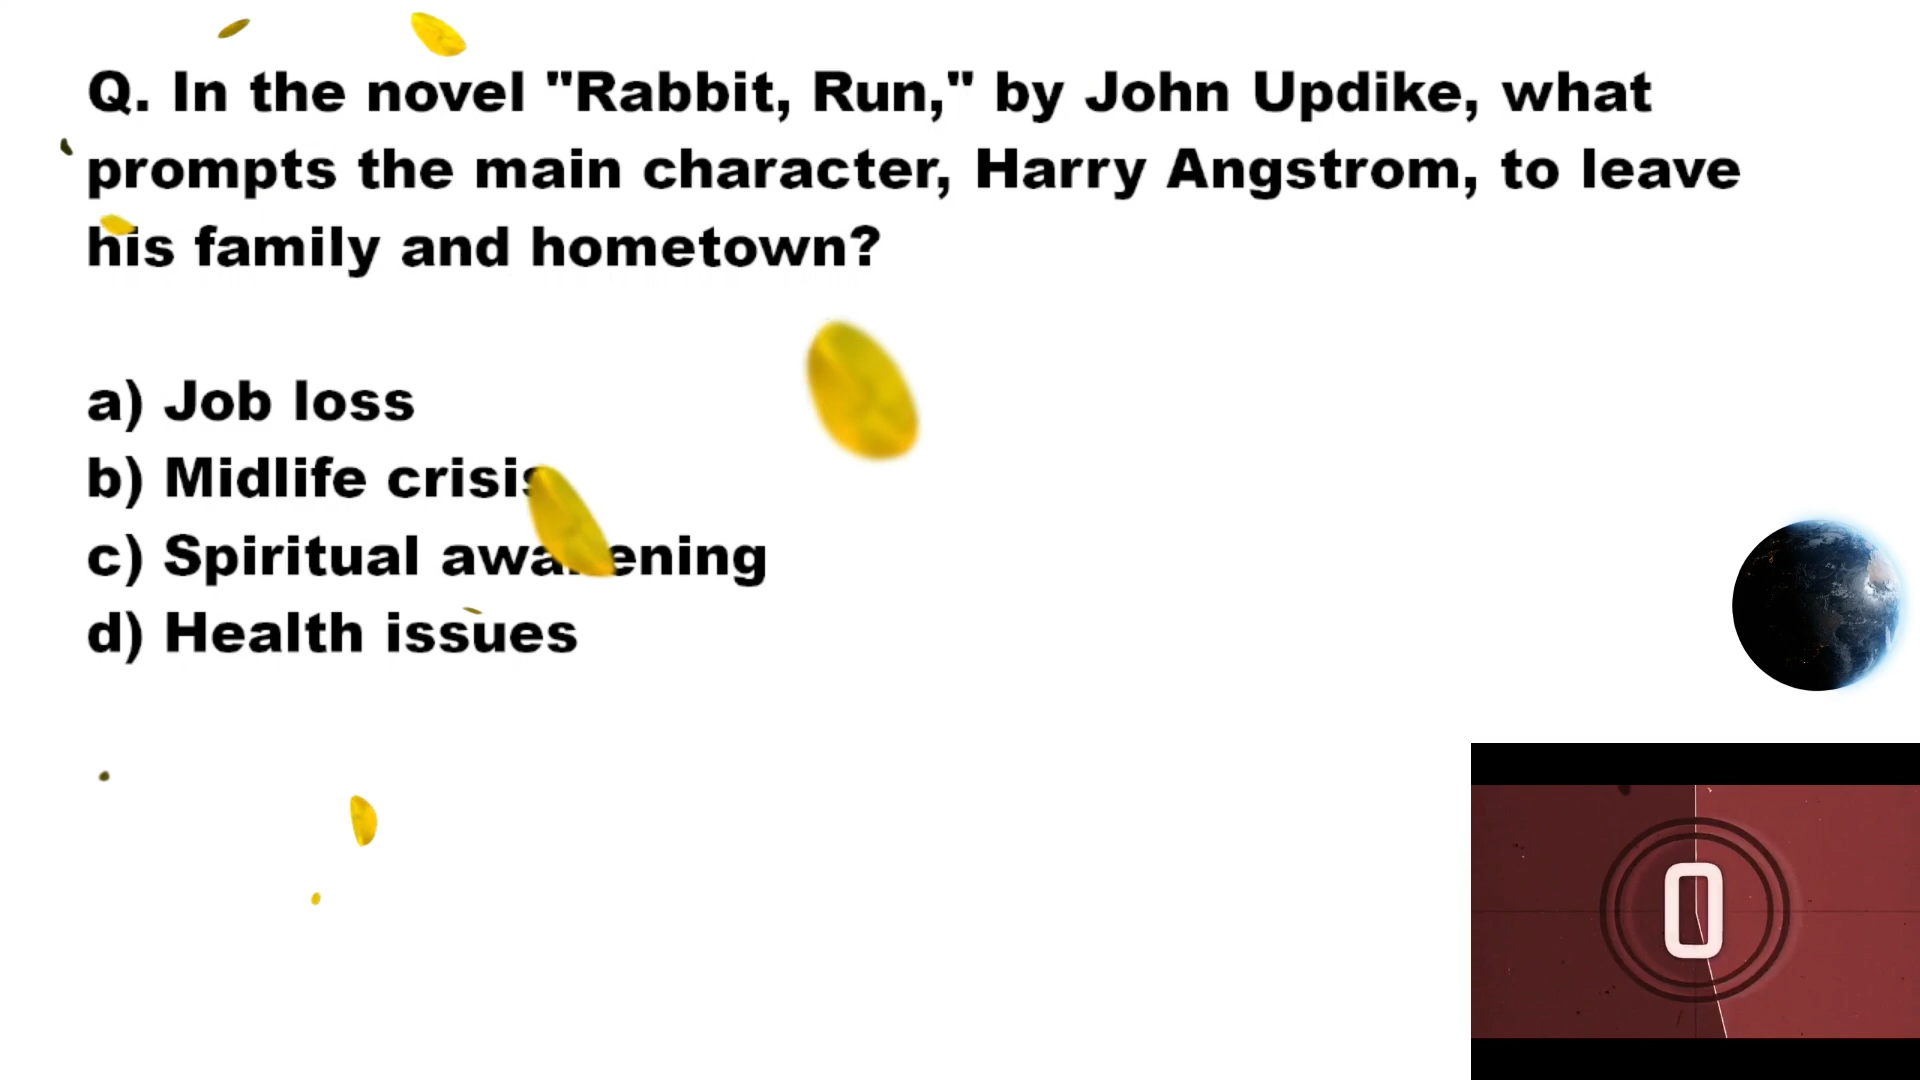 Q. In the novel "Rabbit, Run," by John Updike, what
prompts the main character, Harry Angstrom, to leave
his family and hometown?
a) Job loss
b) Midlife crisis
c) Spiritual awakening
d) Health issues
0